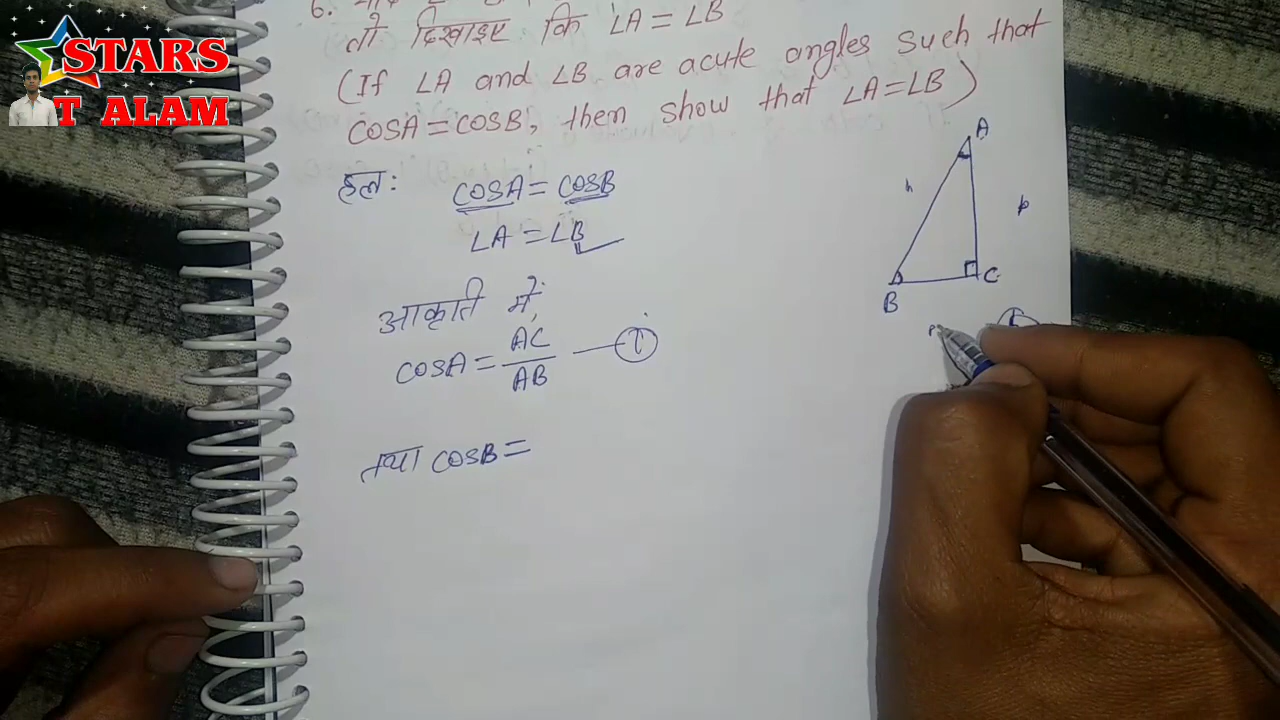 STARS
T ALAM
6.
तो दिखाइए कि ∠A = ∠B
(If ∠A and ∠B are acute angles such that
COSA = COSB, then show that ∠A = ∠B)
हल:
COSA = COSB
∠A = ∠B
आकृती में,
COSA = AC/AB — (1)
तथा COSB =
A
h
p
B
C